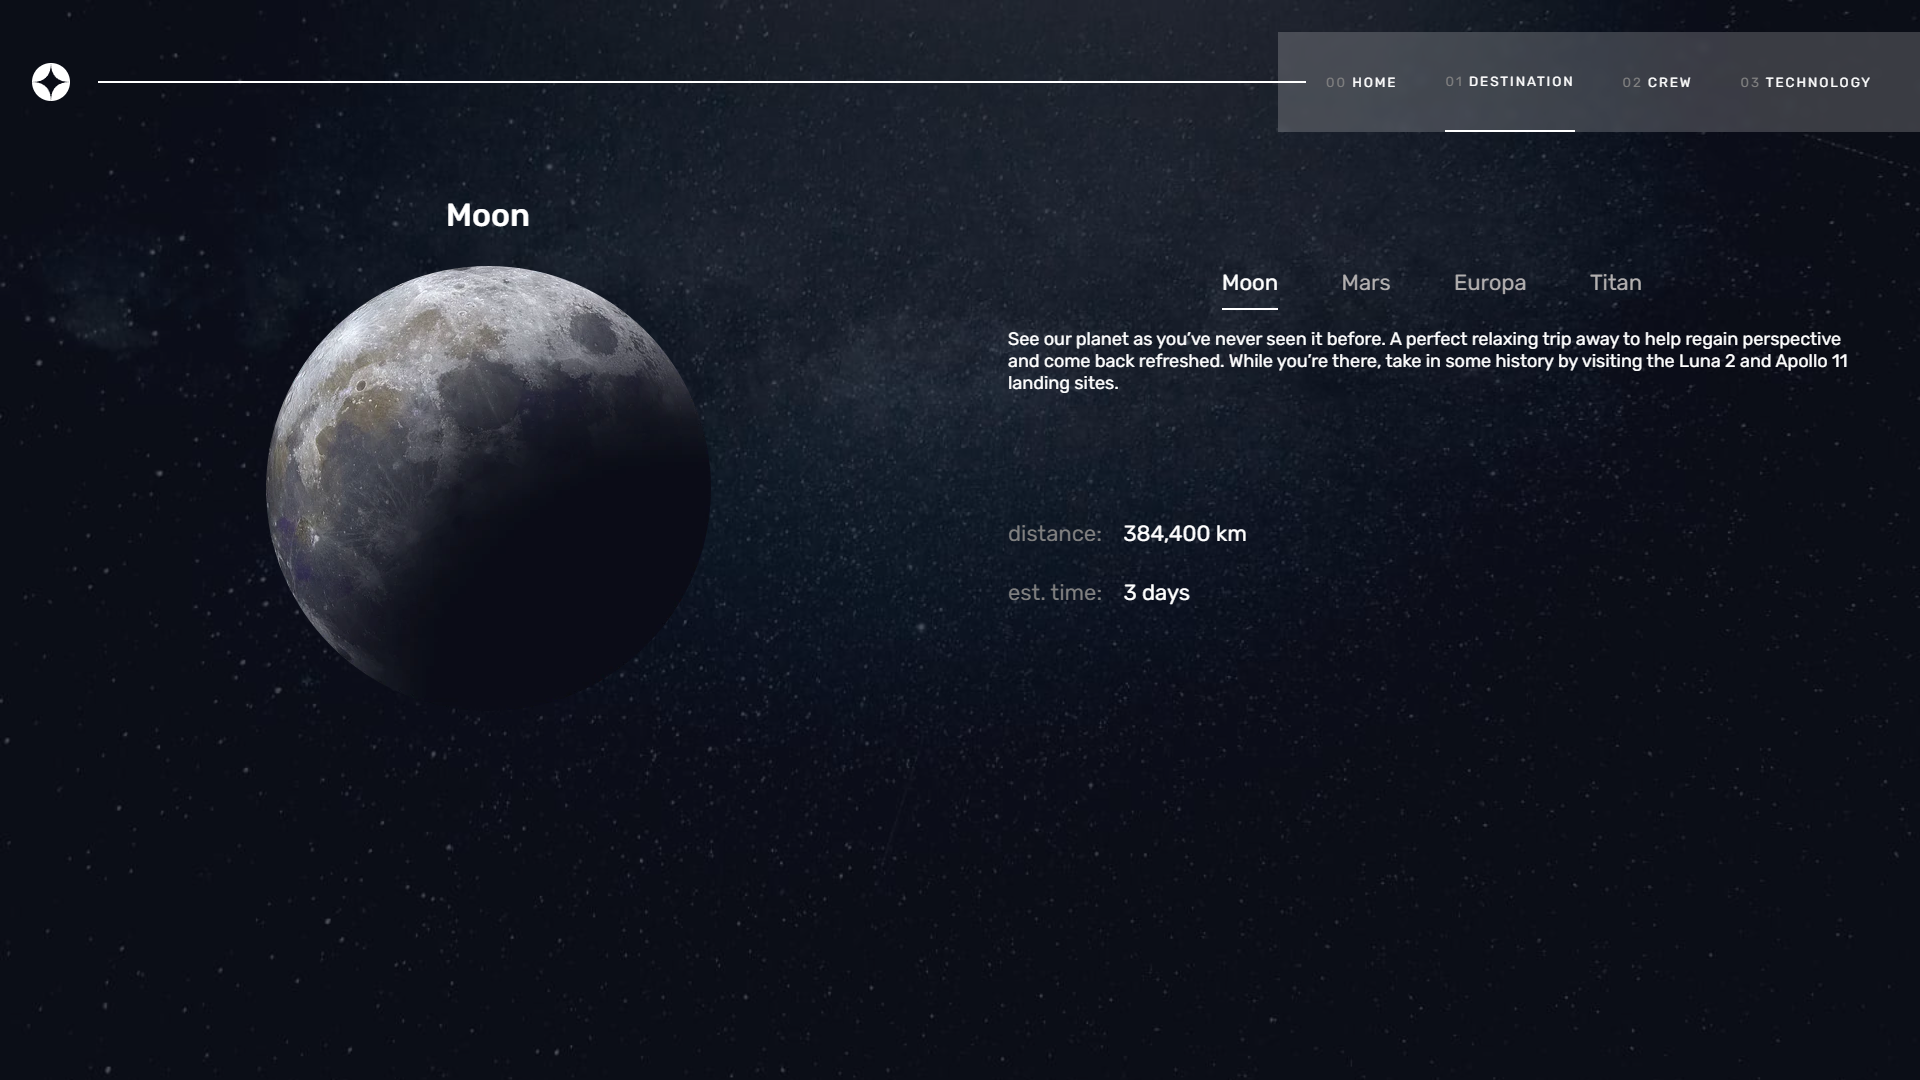 00 HOME 01 DESTINATION 02 CREW 03 TECHNOLOGY
Moon
Moon Mars Europa Titan
See our planet as you’ve never seen it before. A perfect relaxing trip away to help regain perspective
and come back refreshed. While you’re there, take in some history by visiting the Luna 2 and Apollo 11
landing sites.
distance: 384,400 km
est. time: 3 days